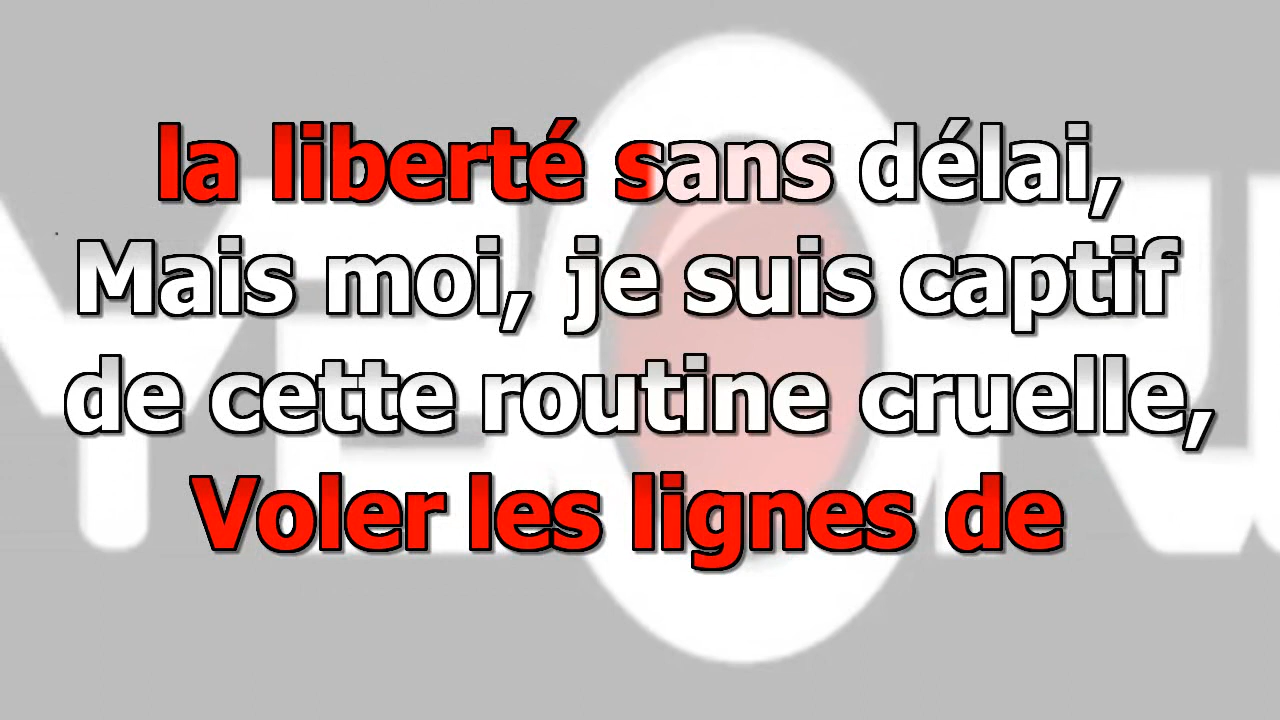 la liberté sans délai,
Mais moi, je suis captif
de cette routine cruelle,
Voler les lignes de